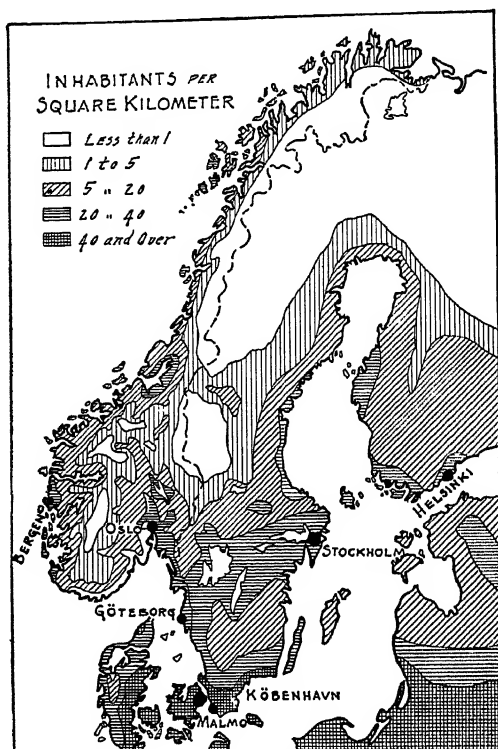 INHABITANTS PER
SQUARE KILOMETER
Less than 1
1 to 5
5 " 20
20 " 40
40 and Over
BERGEN
OSLO
HELSINKI
STOCKHOLM
GÖTEBORG
KÖBENHAVN
MALMO